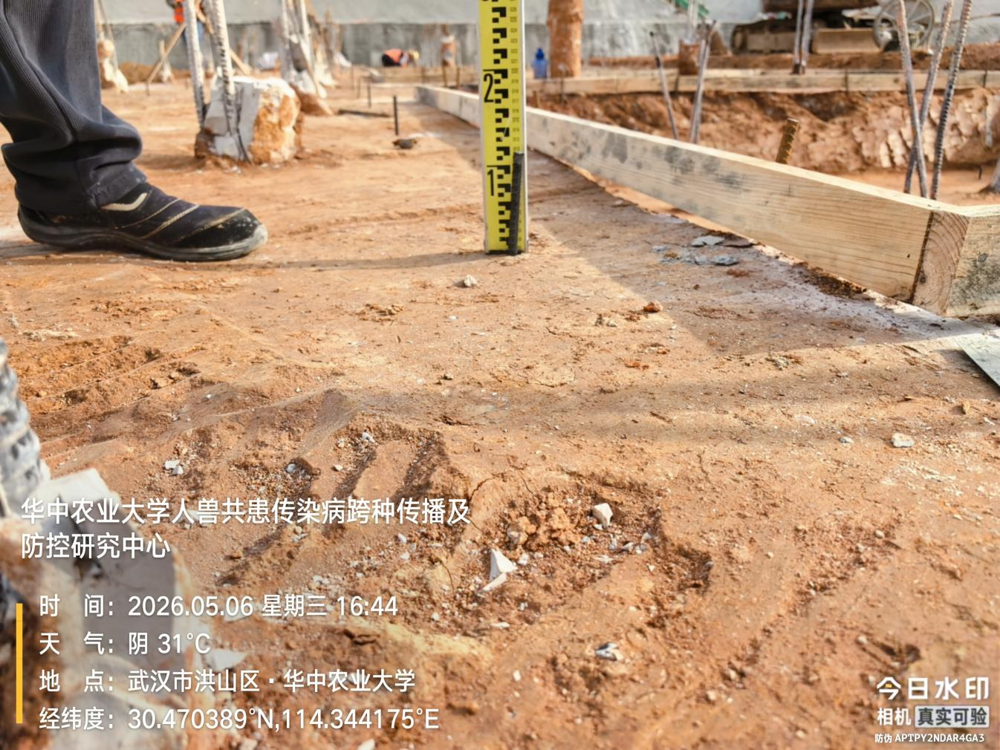 2
1
华中农业大学人兽共患传染病跨种传播及
防控研究中心
时 间：2026.05.06 星期三 16:44
天 气：阴 31℃
地 点：武汉市洪山区·华中农业大学
经纬度：30.470389°N,114.344175°E
今日水印
相机 真实可验
防伪 APTPY2NDAR4GA3